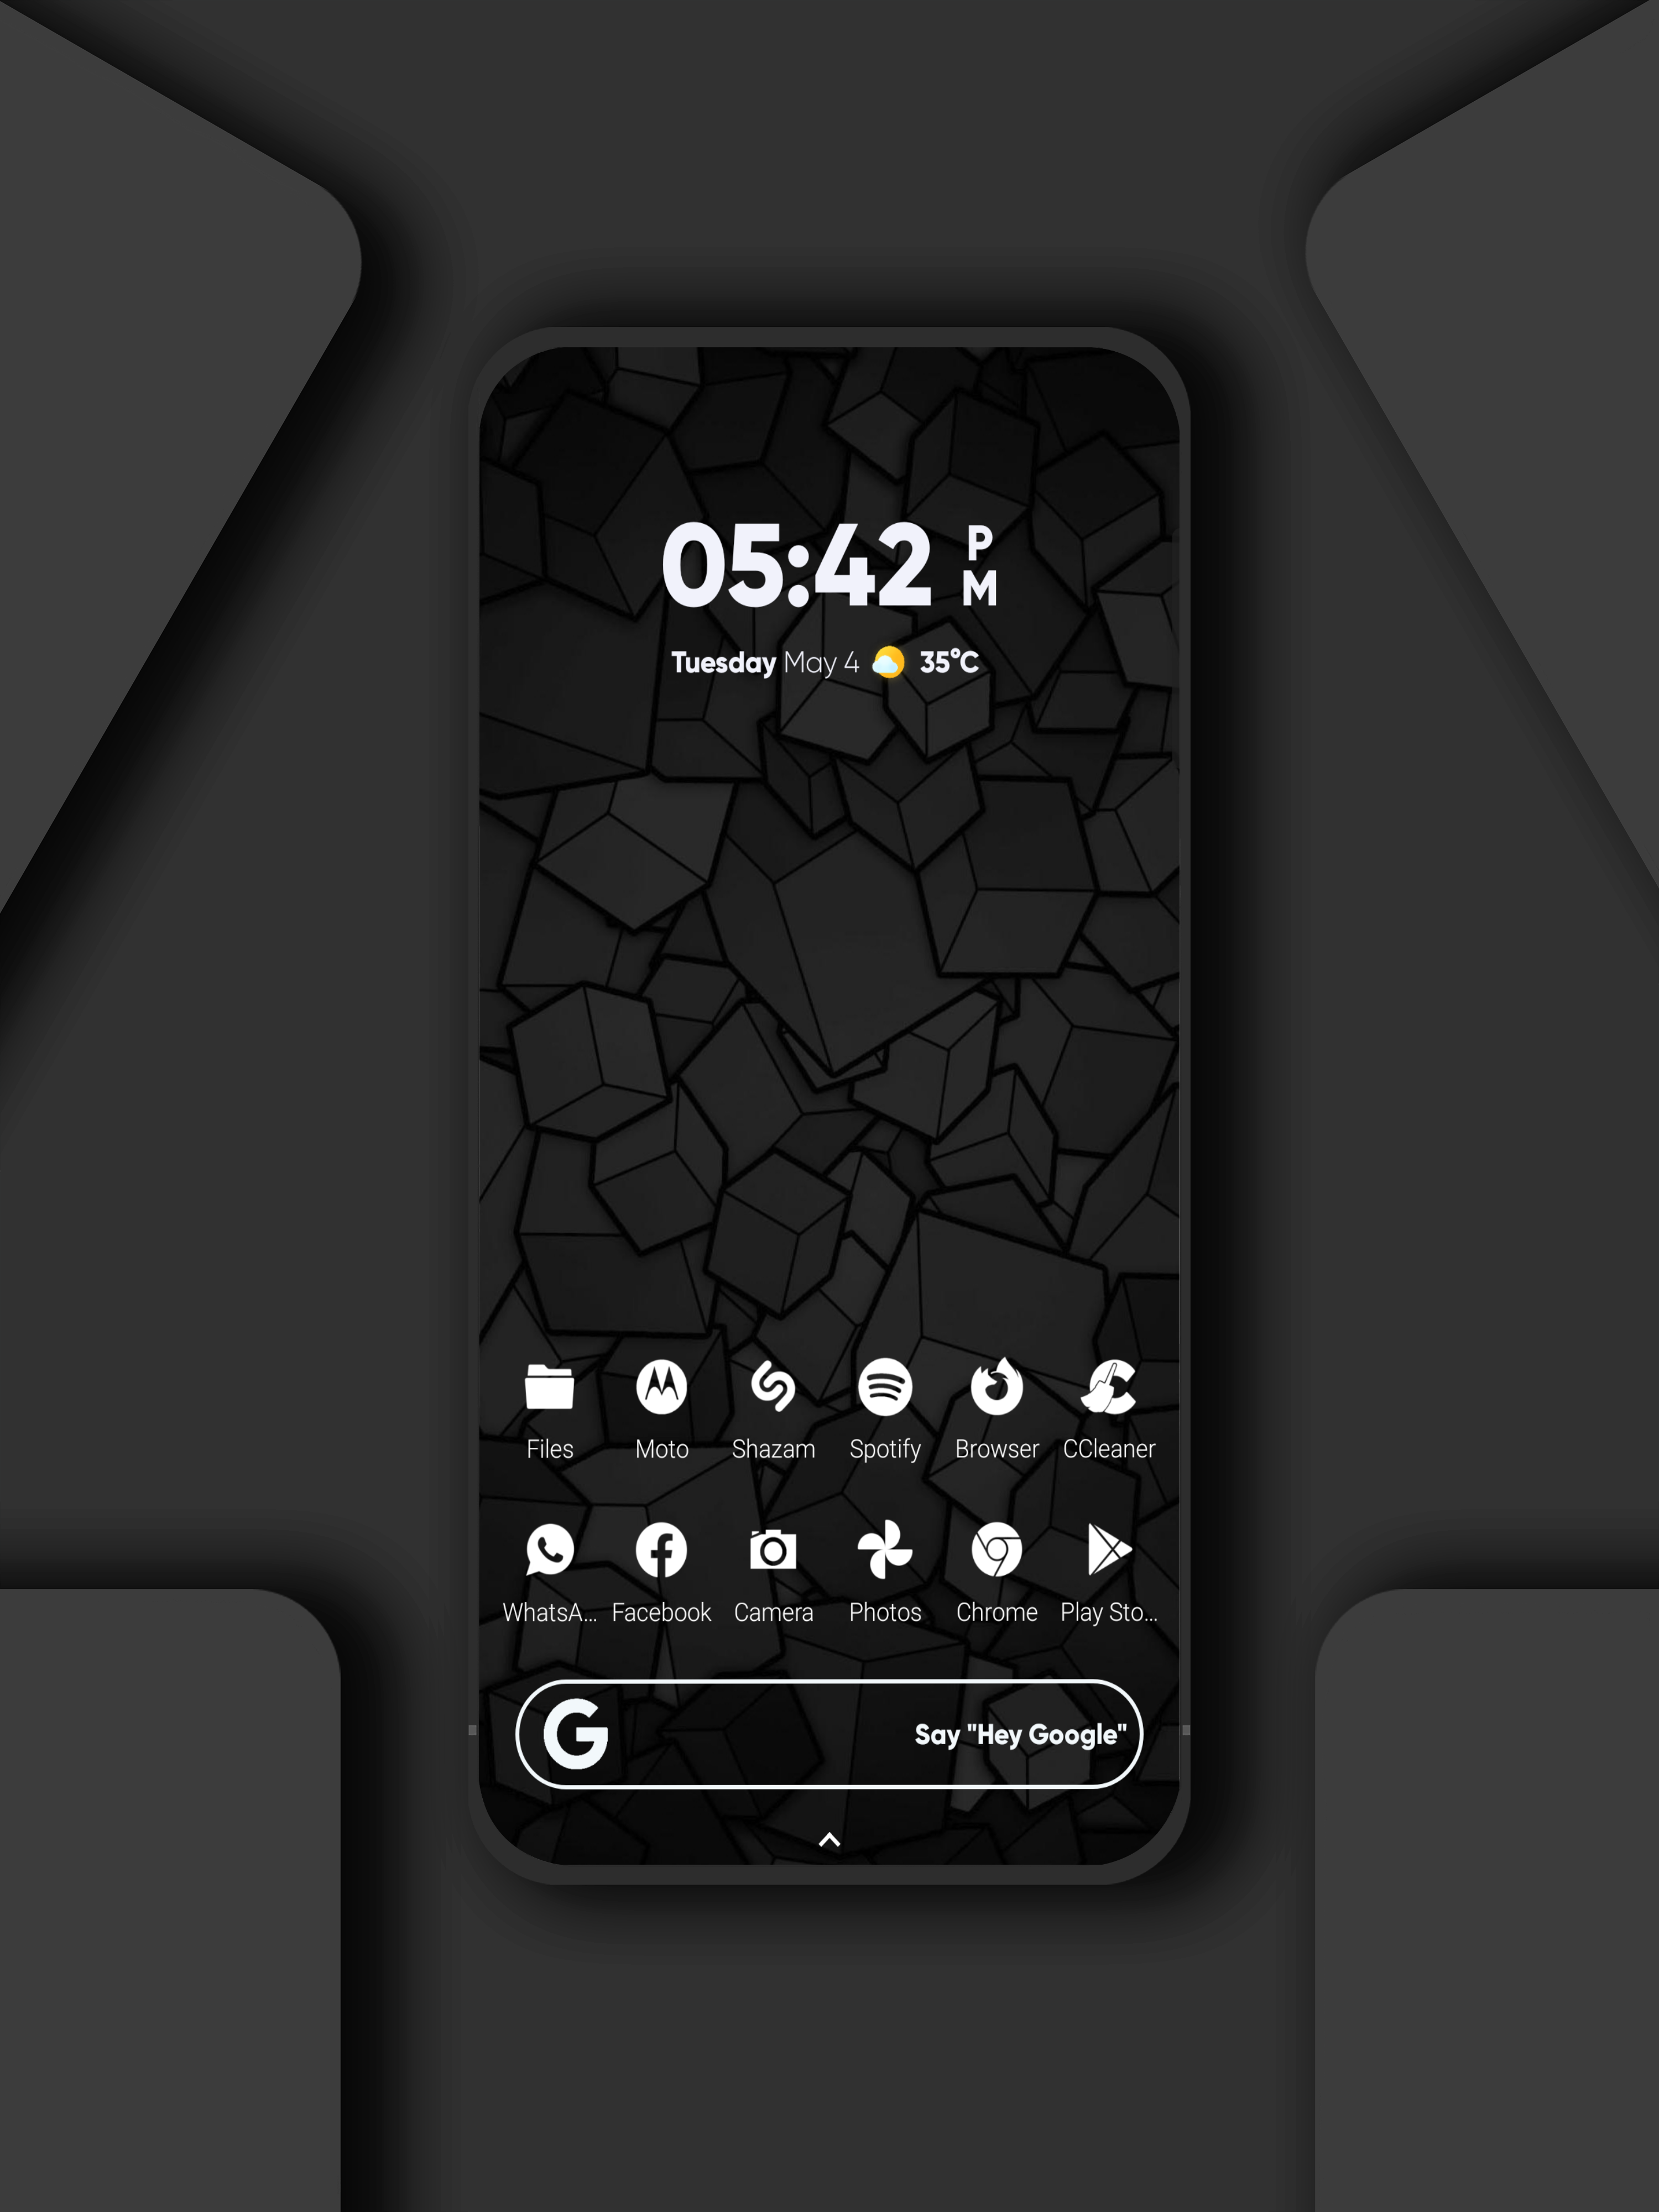 05:42 PM
Tuesday May 4 35°C
Files Moto Shazam Spotify Browser CCleaner
WhatsA... Facebook Camera Photos Chrome Play Sto...
G Say "Hey Google"